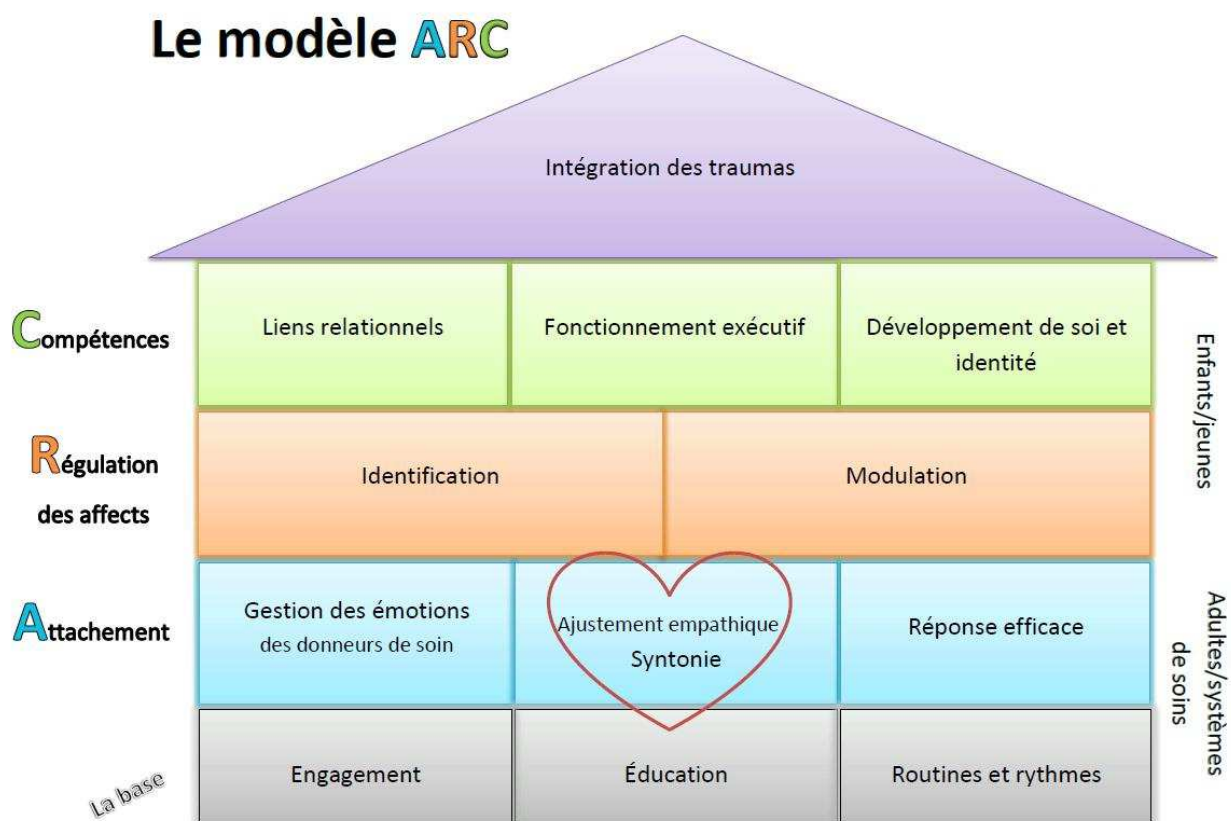 Le modèle ARC
Intégration des traumas
Compétences
Liens relationnels
Fonctionnement exécutif
Développement de soi et
identité
Enfants/jeunes
Régulation
des affects
Identification
Modulation
Attachement
Gestion des émotions
des donneurs de soin
Ajustement empathique
Syntonie
Réponse efficace
Adultes/systèmes
de soins
La base
Engagement
Éducation
Routines et rythmes